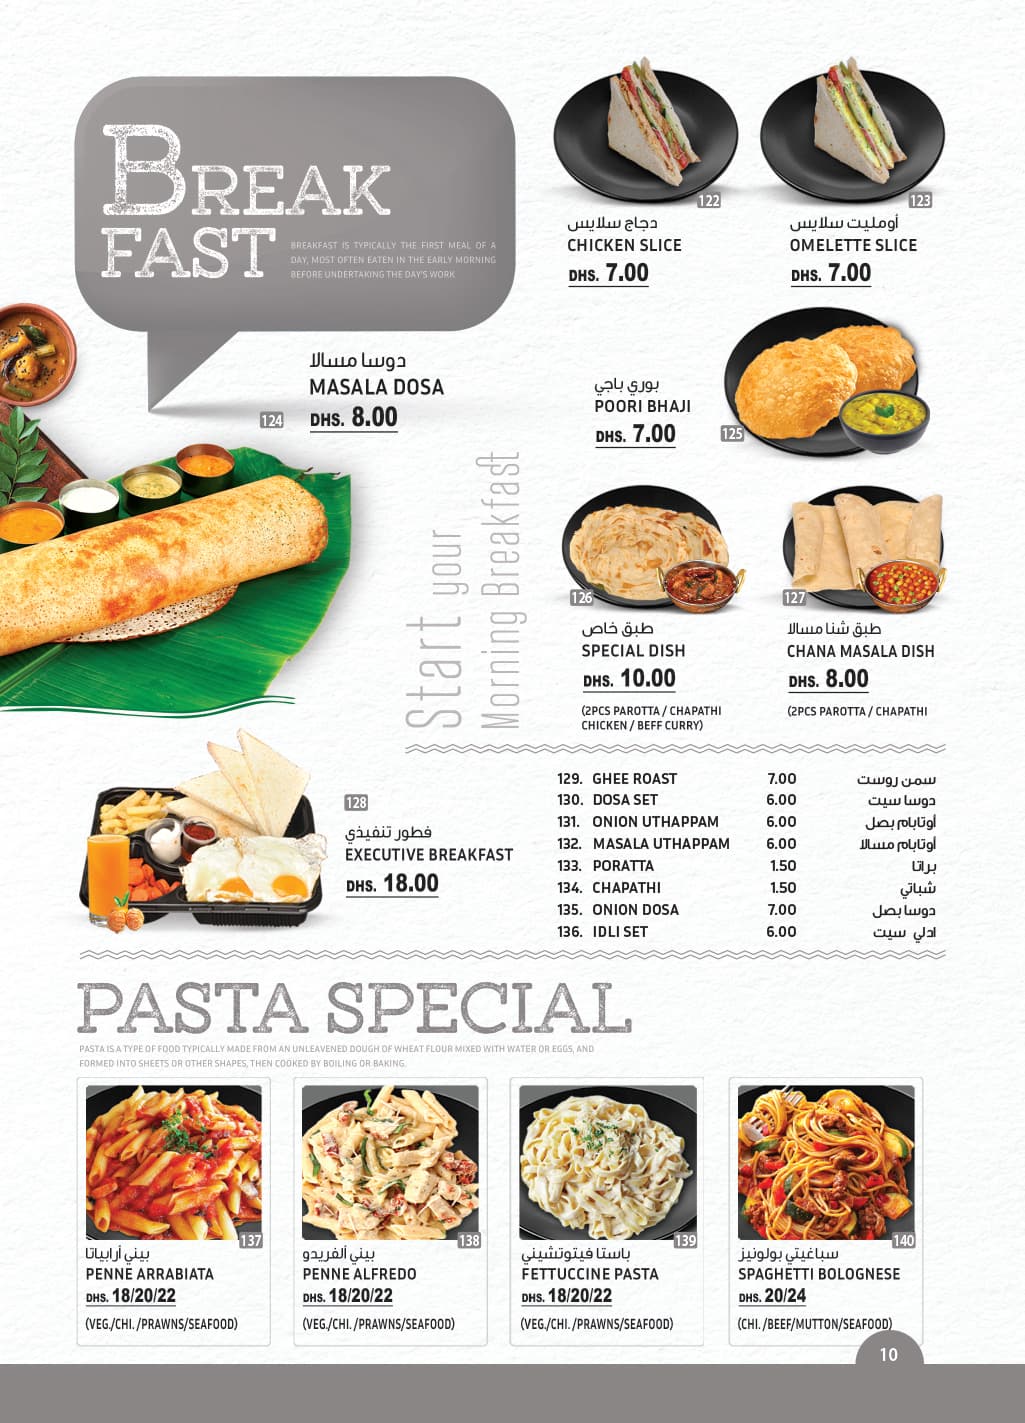 BREAK
FAST
BREAKFAST IS TYPICALLY THE FIRST MEAL OF A
DAY, MOST OFTEN EATEN IN THE EARLY MORNING
BEFORE UNDERTAKING THE DAY'S WORK
122
دجاج سلايس
CHICKEN SLICE
DHS. 7.00
123
أومليت سلايس
OMELETTE SLICE
DHS. 7.00
دوسا مسالا
MASALA DOSA
124
DHS. 8.00
بوري باجي
POORI BHAJI
DHS. 7.00
125
Start your
Morning Breakfast
126
طبق خاص
SPECIAL DISH
DHS. 10.00
(2PCS PAROTTA / CHAPATHI
CHICKEN / BEFF CURRY)
127
طبق شنا مسالا
CHANA MASALA DISH
DHS. 8.00
(2PCS PAROTTA / CHAPATHI
128
فطور تنفيذي
EXECUTIVE BREAKFAST
DHS. 18.00
129. GHEE ROAST 7.00 سمن روست
130. DOSA SET 6.00 دوسا سيت
131. ONION UTHAPPAM 6.00 أوتابام بصل
132. MASALA UTHAPPAM 6.00 أوتابام مسالا
133. PORATTA 1.50 براتا
134. CHAPATHI 1.50 شباتي
135. ONION DOSA 7.00 دوسا بصل
136. IDLI SET 6.00 ادلي سيت
PASTA SPECIAL
PASTA IS A TYPE OF FOOD TYPICALLY MADE FROM AN UNLEAVENED DOUGH OF WHEAT FLOUR MIXED WITH WATER OR EGGS, AND
FORMED INTO SHEETS OR OTHER SHAPES, THEN COOKED BY BOILING OR BAKING.
137
بيني أرابياتا
PENNE ARRABIATA
DHS. 18/20/22
(VEG./CHI. /PRAWNS/SEAFOOD)
138
بيني ألفريدو
PENNE ALFREDO
DHS. 18/20/22
(VEG./CHI. /PRAWNS/SEAFOOD)
139
باستا فيتوتشيني
FETTUCCINE PASTA
DHS. 18/20/22
(VEG./CHI. /PRAWNS/SEAFOOD)
140
سباغيتي بولونيز
SPAGHETTI BOLOGNESE
DHS. 20/24
(CHI. /BEEF/MUTTON/SEAFOOD)
10